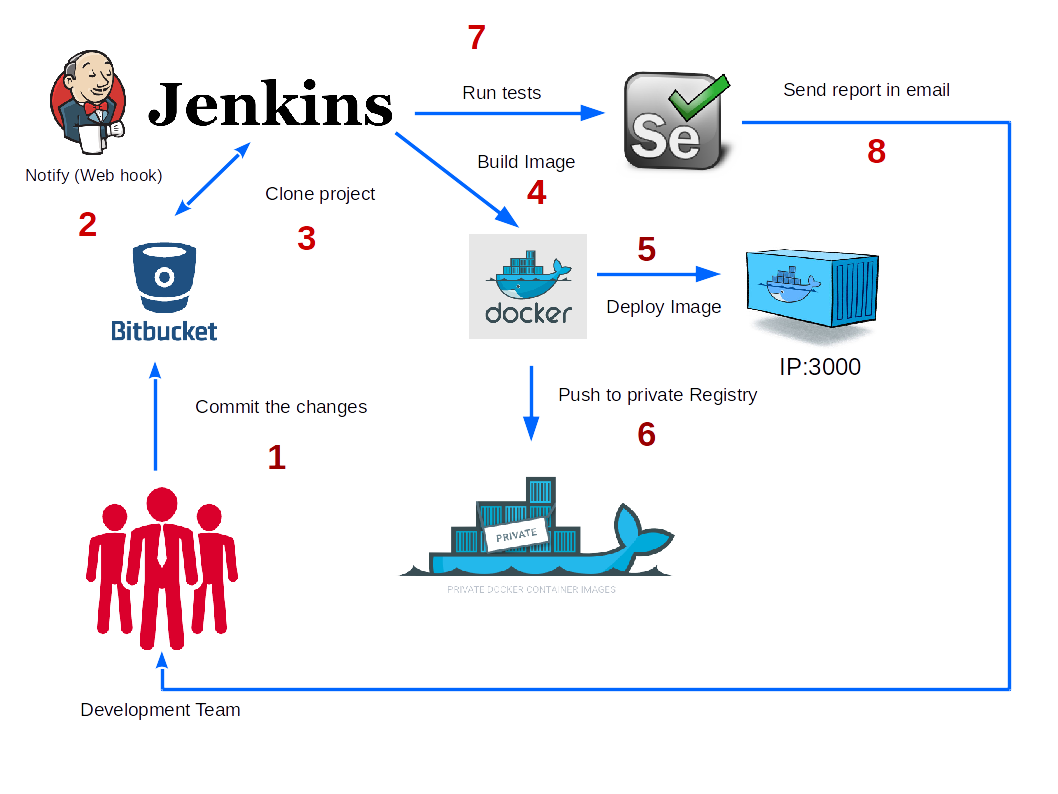 7
Jenkins
Run tests
Se
Send report in email
8
Notify (Web hook)
2
Clone project
3
Build Image
4
docker
5
Deploy Image
IP:3000
Bitbucket
Commit the changes
1
Push to private Registry
6
PRIVATE
PRIVATE DOCKER CONTAINER IMAGES
Development Team